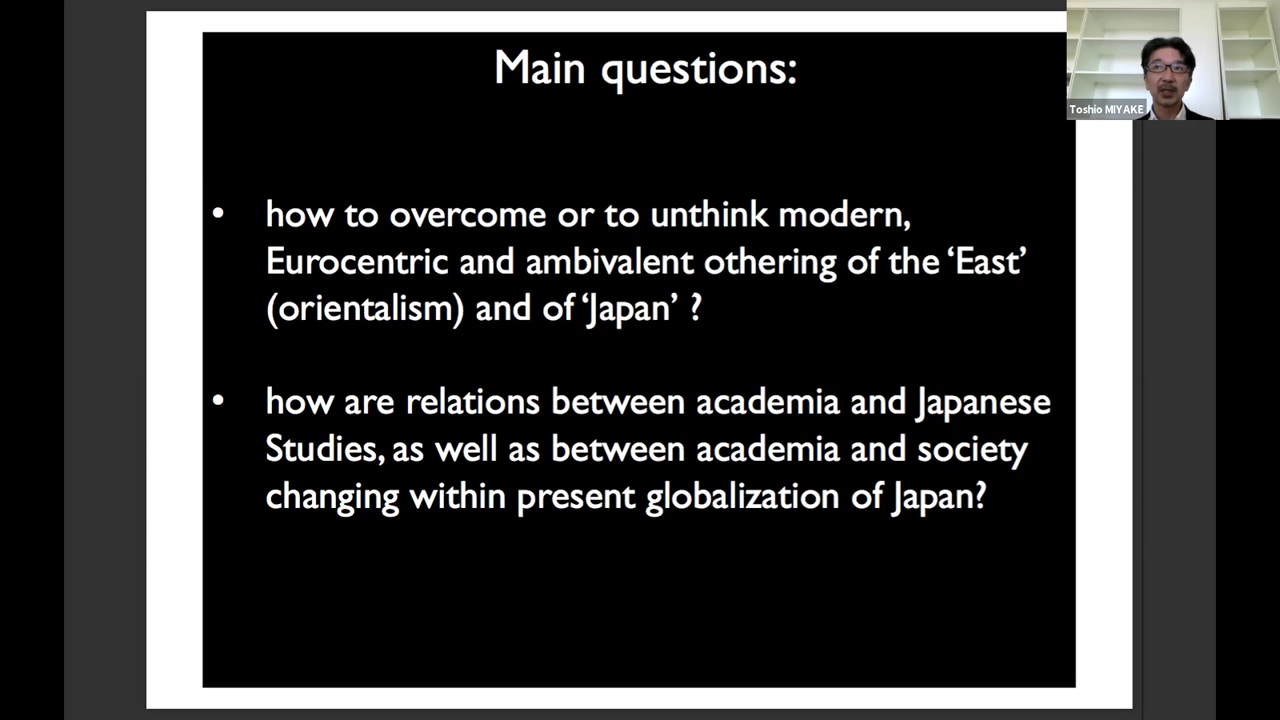 Main questions:
Toshio MIYAKE
• how to overcome or to unthink modern,
Eurocentric and ambivalent othering of the ‘East’
(orientalism) and of ‘Japan’ ?
• how are relations between academia and Japanese
Studies, as well as between academia and society
changing within present globalization of Japan?